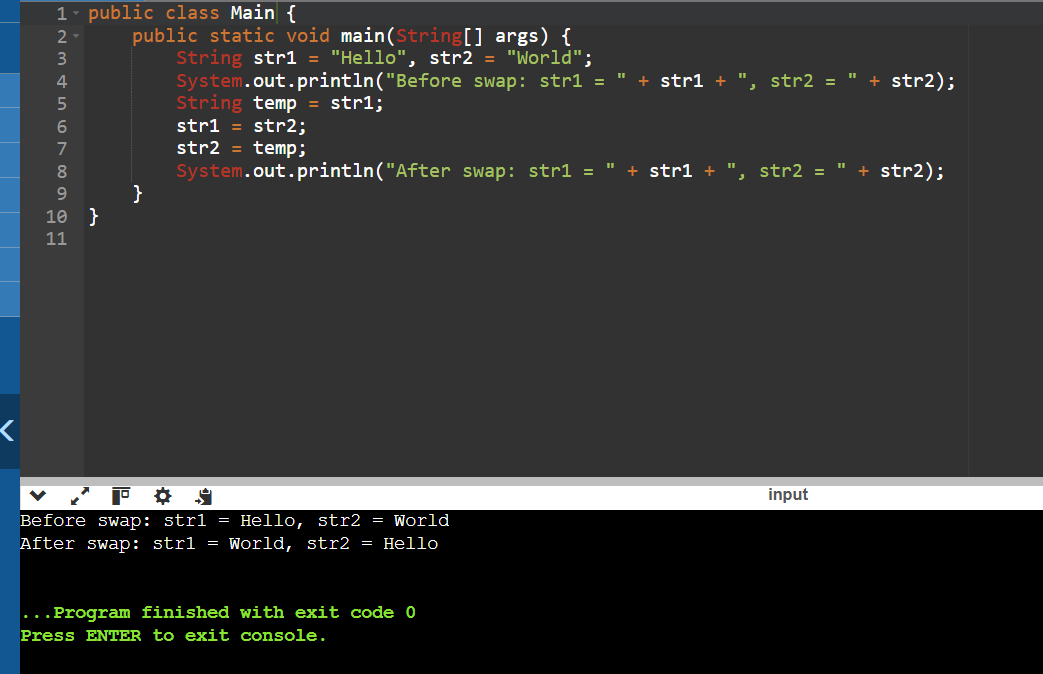 1 public class Main {
2 public static void main(String[] args) {
3 String str1 = "Hello", str2 = "World";
4 System.out.println("Before swap: str1 = " + str1 + ", str2 = " + str2);
5 String temp = str1;
6 str1 = str2;
7 str2 = temp;
8 System.out.println("After swap: str1 = " + str1 + ", str2 = " + str2);
9 }
10 }
11
input
Before swap: str1 = Hello, str2 = World
After swap: str1 = World, str2 = Hello
...Program finished with exit code 0
Press ENTER to exit console.